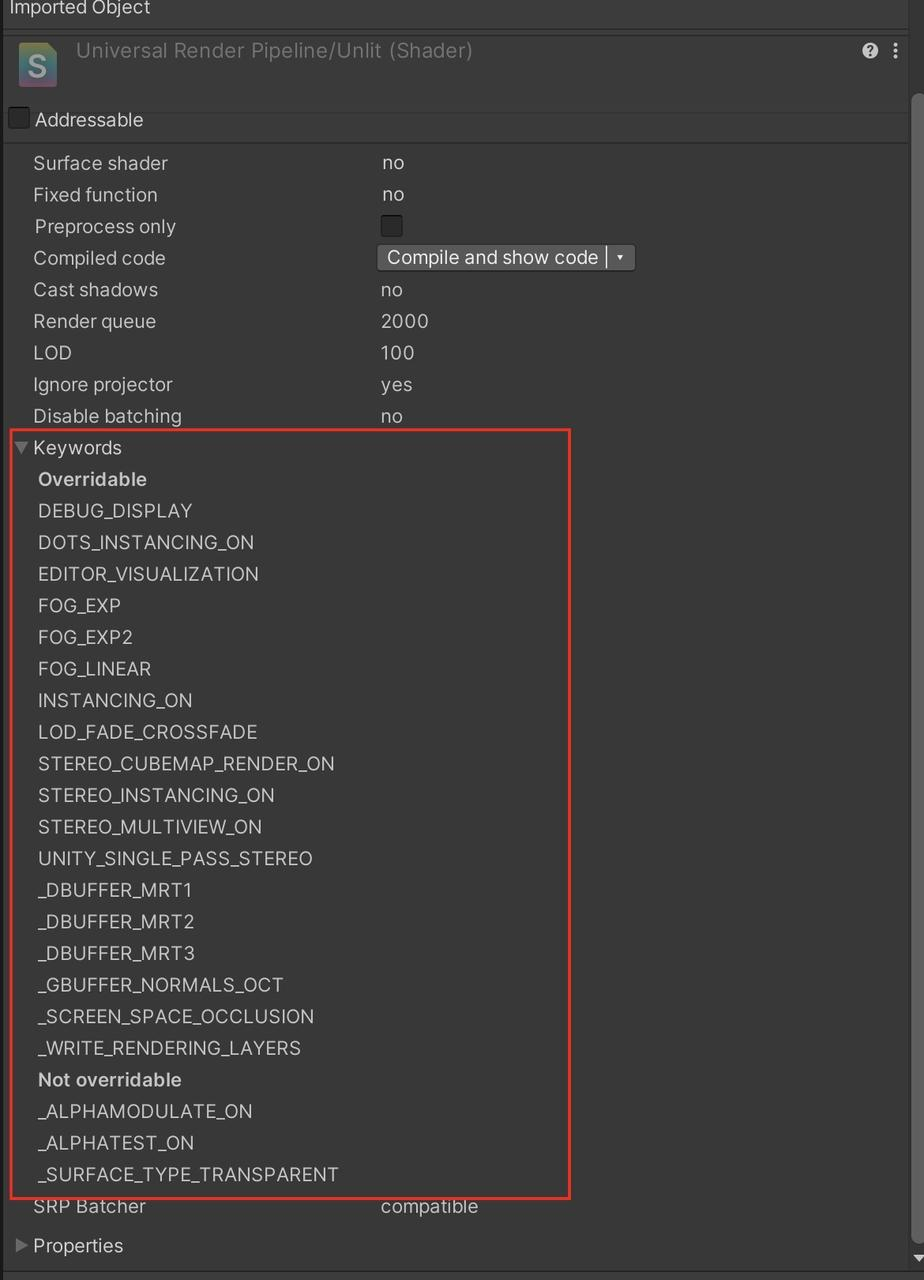 Imported Object
S
Universal Render Pipeline/Unlit (Shader)
?
Addressable
Surface shader no
Fixed function no
Preprocess only
Compiled code Compile and show code
Cast shadows no
Render queue 2000
LOD 100
Ignore projector yes
Disable batching no
Keywords
Overridable
DEBUG_DISPLAY
DOTS_INSTANCING_ON
EDITOR_VISUALIZATION
FOG_EXP
FOG_EXP2
FOG_LINEAR
INSTANCING_ON
LOD_FADE_CROSSFADE
STEREO_CUBEMAP_RENDER_ON
STEREO_INSTANCING_ON
STEREO_MULTIVIEW_ON
UNITY_SINGLE_PASS_STEREO
_DBUFFER_MRT1
_DBUFFER_MRT2
_DBUFFER_MRT3
_GBUFFER_NORMALS_OCT
_SCREEN_SPACE_OCCLUSION
_WRITE_RENDERING_LAYERS
Not overridable
_ALPHAMODULATE_ON
_ALPHATEST_ON
_SURFACE_TYPE_TRANSPARENT
SRP Batcher compatible
Properties